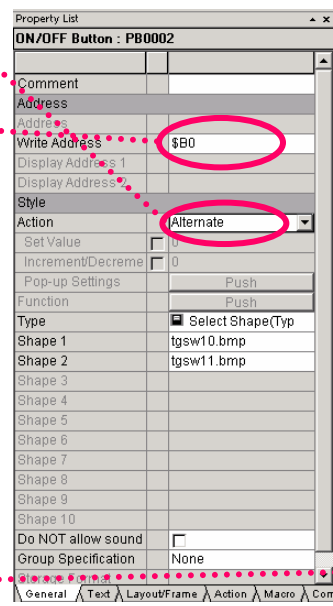 Property List
ON/OFF Button : PB0002
Comment
Address
Address
Write Address $B0
Display Address 1
Display Address 2
Style
Action Alternate
Set Value 0
Increment/Decreme 0
Pop-up Settings Push
Function Push
Type Select Shape(Typ
Shape 1 tgsw10.bmp
Shape 2 tgsw11.bmp
Shape 3
Shape 4
Shape 5
Shape 6
Shape 7
Shape 8
Shape 9
Shape 10
Do NOT allow sound
Group Specification None
Storage Format
General Text Layout/Frame Action Macro Con